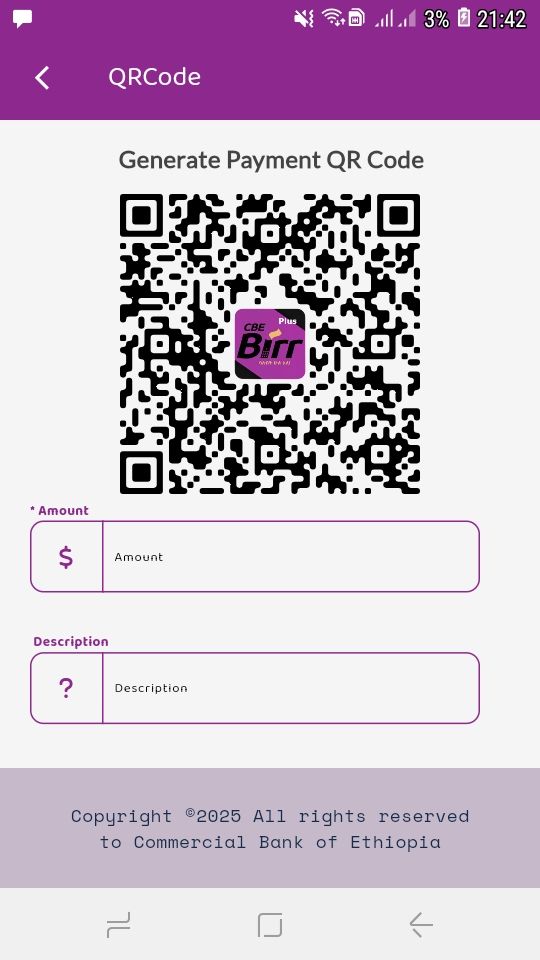 3% 21:42
QRCode
Generate Payment QR Code
Plus
CBE
Birr
* Amount
$ Amount
Description
? Description
Copyright ©2025 All rights reserved
to Commercial Bank of Ethiopia